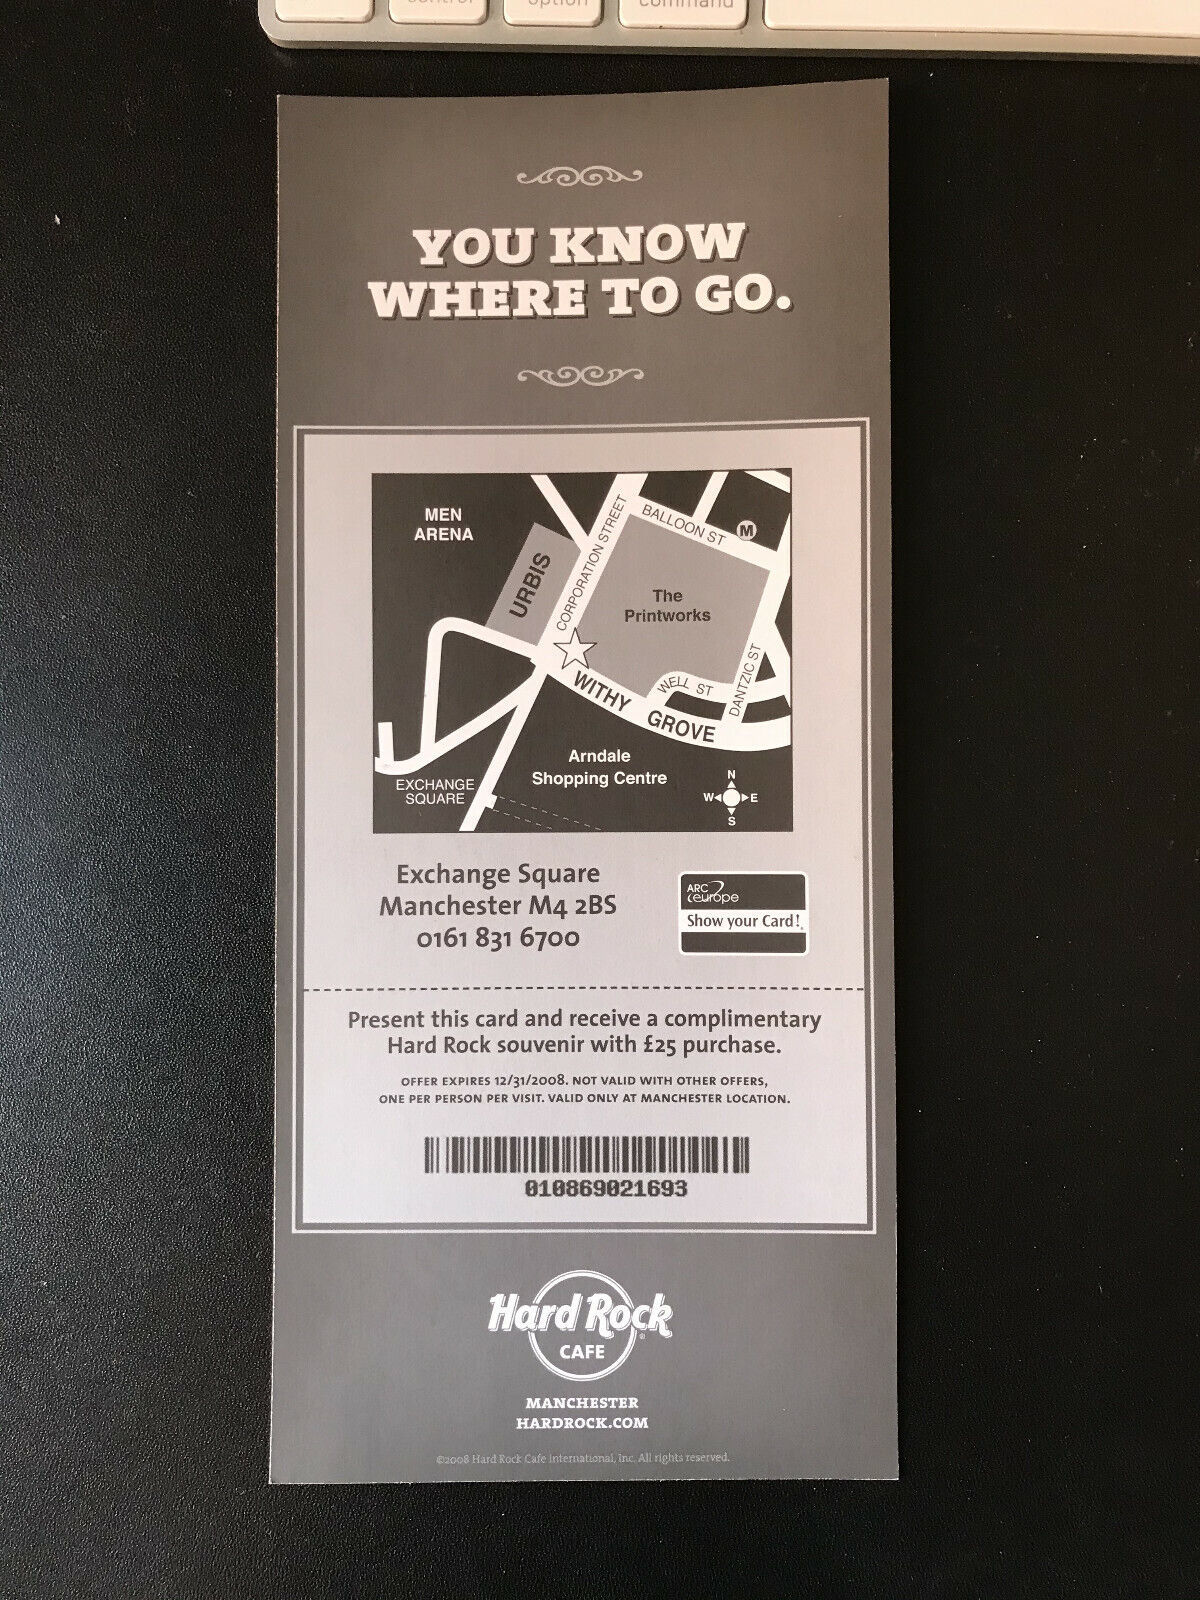 control
option
command
YOU KNOW
WHERE TO GO.
MEN
ARENA
URBIS
CORPORATION STREET
BALLOON ST
M
The
Printworks
WITHY
GROVE
WELL ST
DANTZIC ST
Arndale
Shopping Centre
EXCHANGE
SQUARE
N
W E
S
Exchange Square
Manchester M4 2BS
0161 831 6700
ARC
europe
Show your Card!
Present this card and receive a complimentary
Hard Rock souvenir with £25 purchase.
OFFER EXPIRES 12/31/2008. NOT VALID WITH OTHER OFFERS,
ONE PER PERSON PER VISIT. VALID ONLY AT MANCHESTER LOCATION.
010869021693
Hard Rock
CAFE
MANCHESTER
HARDROCK.COM
©2008 Hard Rock Cafe International, Inc. All rights reserved.